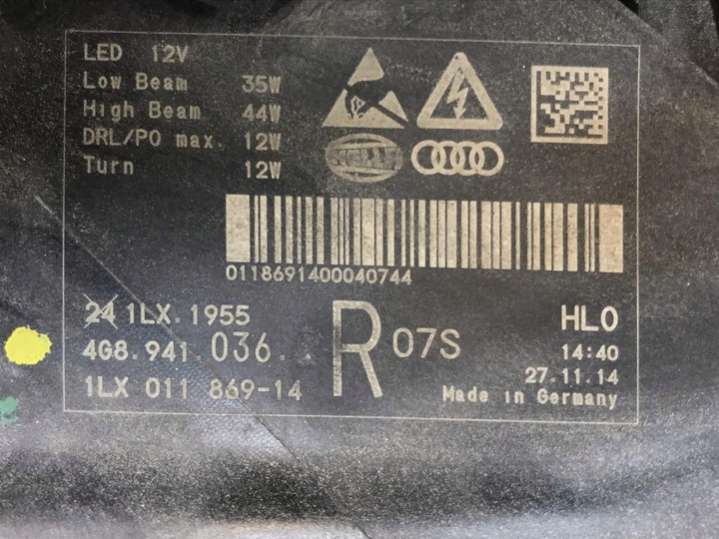 LED 12V
Low Beam 35W
High Beam 44W
DRL/PO max. 12W
Turn 12W
HELLA
0118691400040744
24 1LX.1955
4G8.941.036. R 07S
1LX 011 869-14
HL0
14:40
27.11.14
Made in Germany